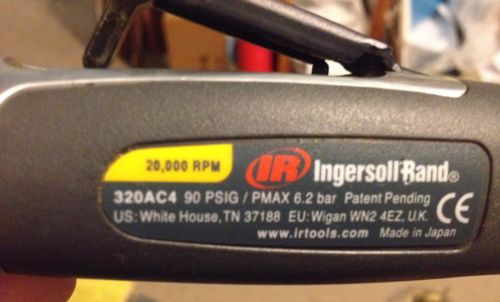 20,000 RPM
IR Ingersoll Rand®
320AC4 90 PSIG / PMAX 6.2 bar Patent Pending
US: White House, TN 37188 EU: Wigan WN2 4EZ, U.K. CE
www.irtools.com Made in Japan